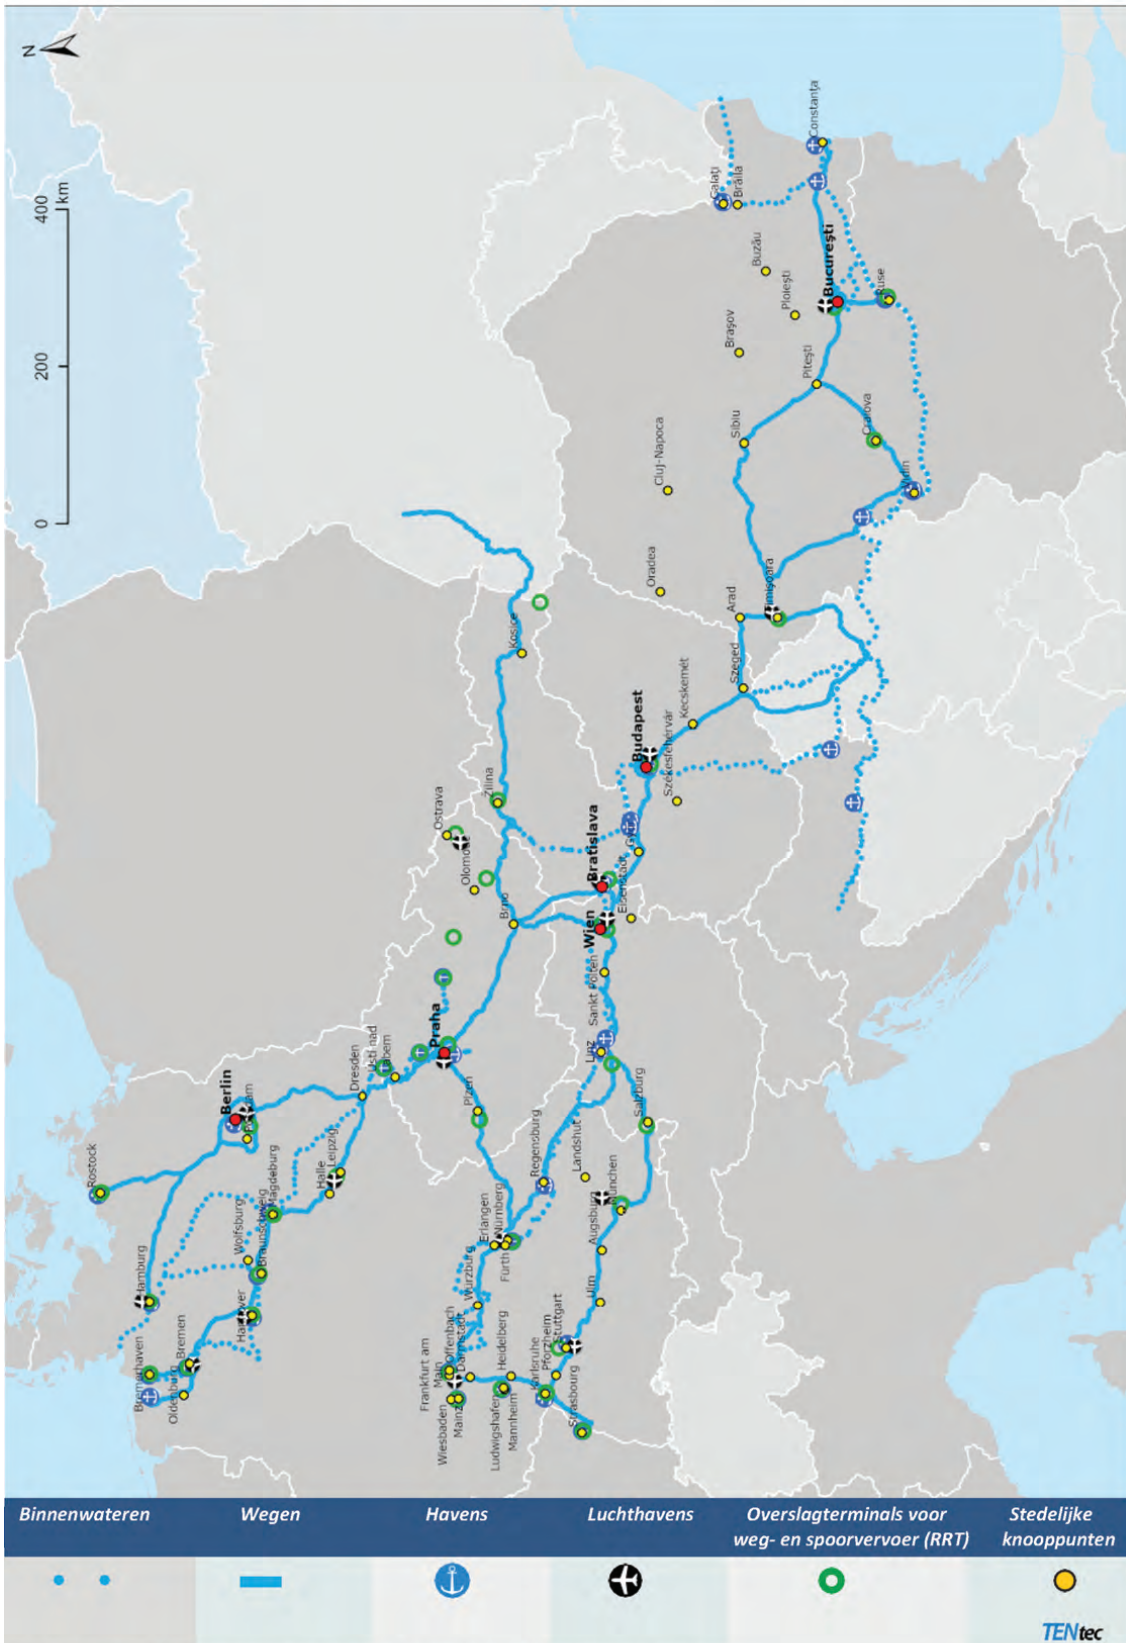 N
0
200
400
km
Rostock
Hamburg
Bremerhaven
Bremen
Oldenburg
Berlin
Wolfsburg
Braunschweig
Magdeburg
Hannover
Halle
Leipzig
Dresden
Ústí nad
Labem
Praha
Plzen
Ostrava
Olomouc
Brno
Žilina
Kosice
Frankfurt am
Main
Offenbach
Darmstadt
Wiesbaden
Mainz
Würzburg
Erlangen
Nürnberg
Fürth
Regensburg
Heidelberg
Ludwigshafen
Mannheim
Karlsruhe
Pforzheim
Stuttgart
Strasbourg
Ulm
Augsburg
München
Landshut
Salzburg
Linz
Sankt Pölten
Wien
Eisenstadt
Bratislava
Budapest
Székesfehérvár
Kecskemét
Szeged
Arad
Timișoara
Oradea
Cluj-Napoca
Sibiu
Brașov
Pitești
Craiova
Vidin
Ploiești
Buzău
București
Ruse
Galați
Brăila
Constanța
Binnenwateren
Wegen
Havens
Luchthavens
Overslagterminals voor
weg- en spoorvervoer (RRT)
Stedelijke
knooppunten
TENtec